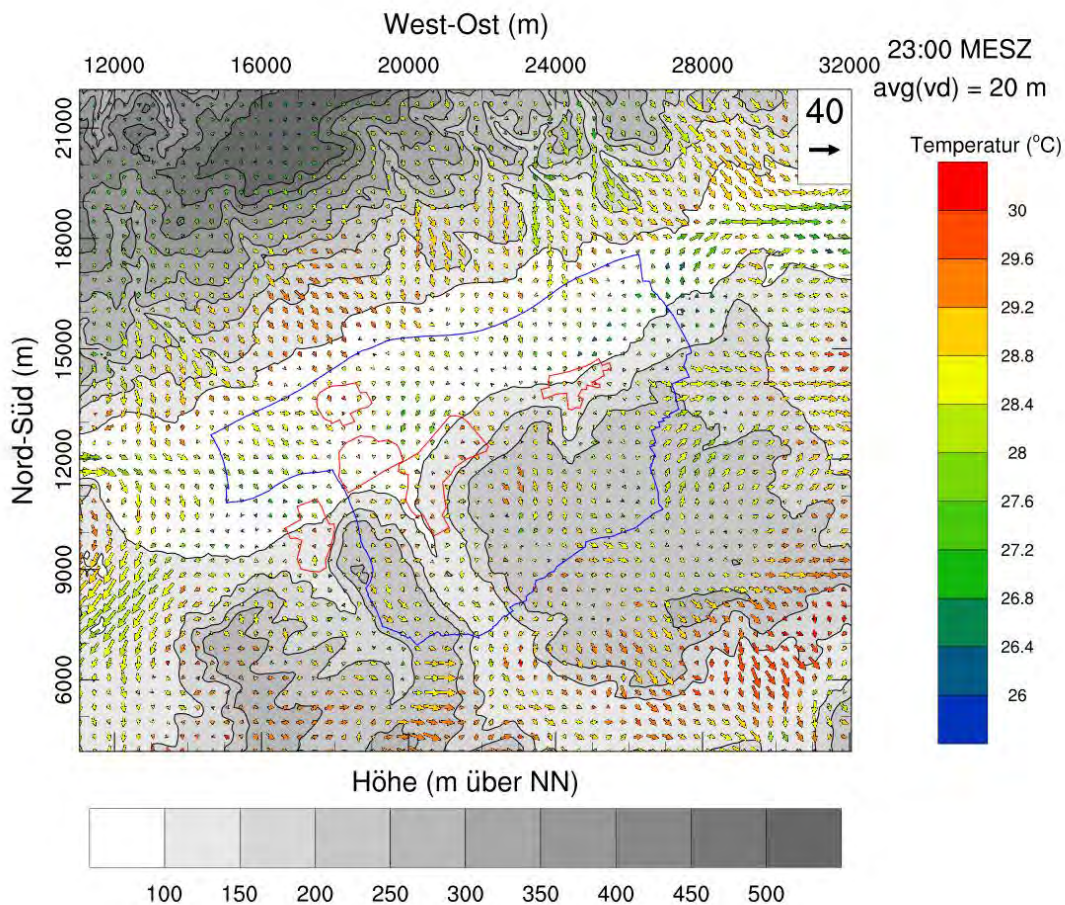 West-Ost (m)
12000 16000 20000 24000 28000 32000
23:00 MESZ
avg(vd) = 20 m
40
Temperatur (°C)
30
29.6
29.2
28.8
28.4
28
27.6
27.2
26.8
26.4
26
Nord-Süd (m)
21000
18000
15000
12000
9000
6000
Höhe (m über NN)
100 150 200 250 300 350 400 450 500